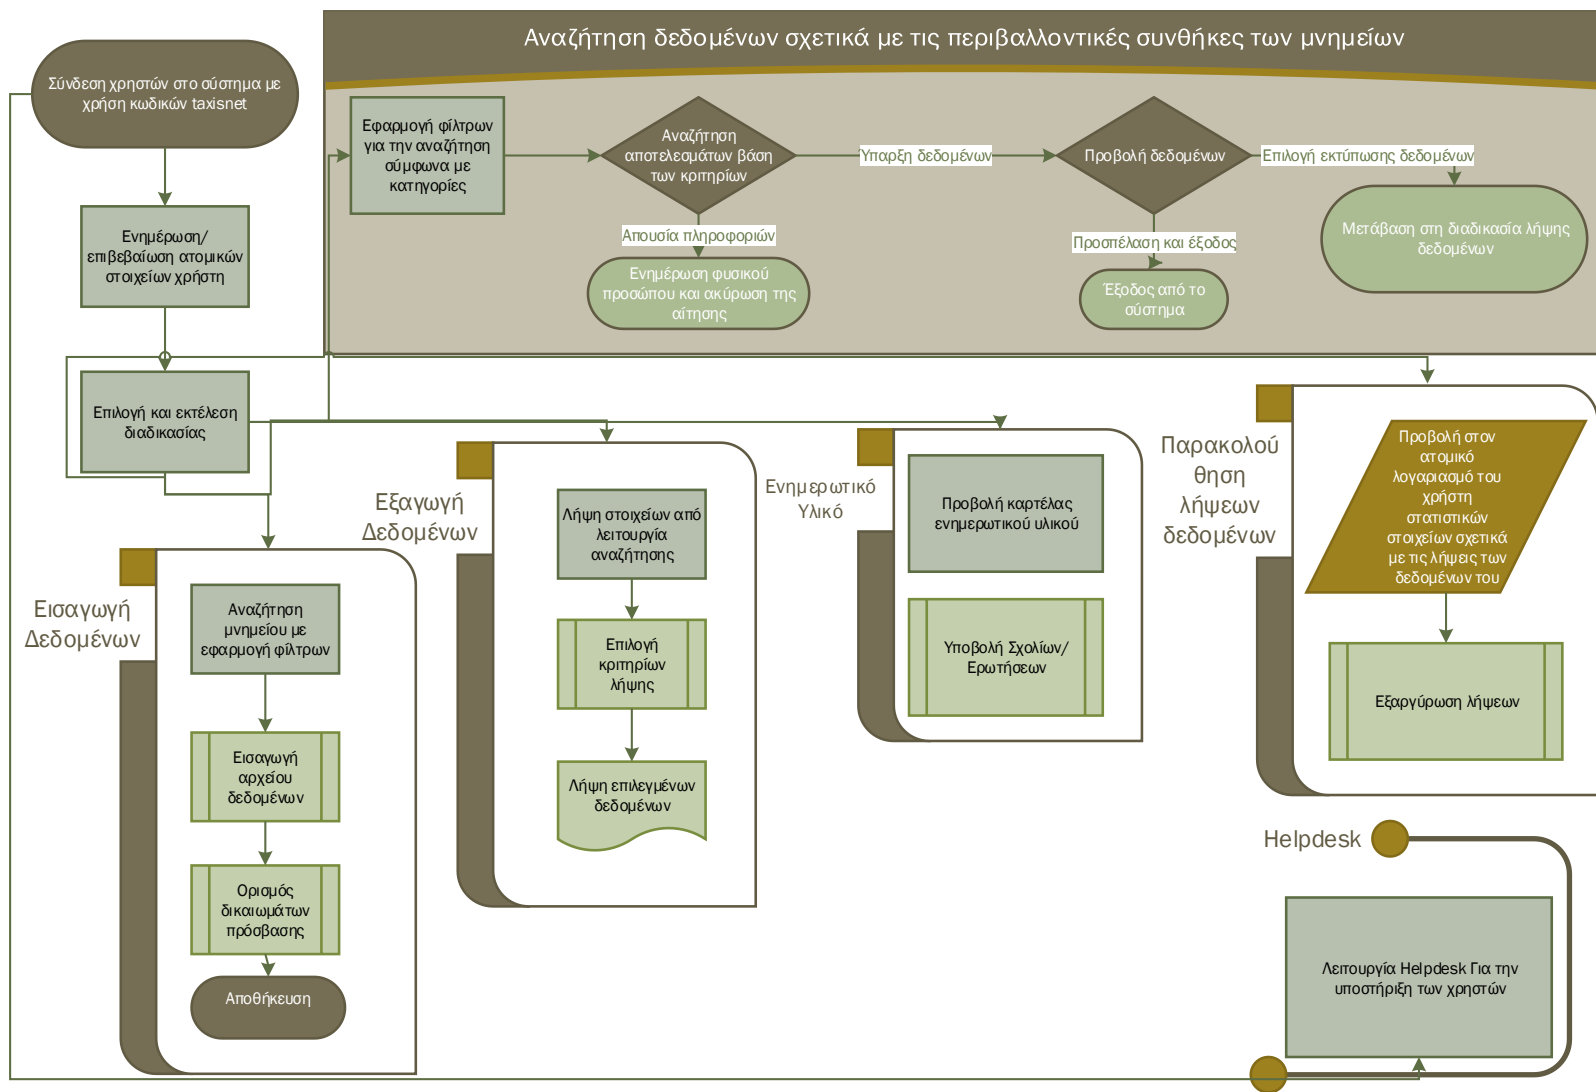 Αναζήτηση δεδομένων σχετικά με τις περιβαλλοντικές συνθήκες των μνημείων
Σύνδεση χρηστών στο σύστημα με
χρήση κωδικών taxisnet
Ενημέρωση/
επιβεβαίωση ατομικών
στοιχείων χρήστη
Επιλογή και εκτέλεση
διαδικασίας
Εφαρμογή φίλτρων
για την αναζήτηση
σύμφωνα με
κατηγορίες
Αναζήτηση
αποτελεσμάτων βάση
των κριτηρίων
Ύπαρξη δεδομένων
Προβολή δεδομένων
Επιλογή εκτύπωσης δεδομένων
Μετάβαση στη διαδικασία λήψης
δεδομένων
Απουσία πληροφοριών
Ενημέρωση φυσικού
προσώπου και ακύρωση της
αίτησης
Προσπέλαση και έξοδος
Έξοδος από το
σύστημα
Εισαγωγή
Δεδομένων
Αναζήτηση
μνημείου με
εφαρμογή φίλτρων
Εισαγωγή
αρχείου
δεδομένων
Ορισμός
δικαιωμάτων
πρόσβασης
Αποθήκευση
Εξαγωγή
Δεδομένων
Λήψη στοιχείων από
λειτουργία
αναζήτησης
Επιλογή
κριτηρίων
λήψης
Λήψη επιλεγμένων
δεδομένων
Ενημερωτικό
Υλικό
Προβολή καρτέλας
ενημερωτικού υλικού
Υποβολή Σχολίων/
Ερωτήσεων
Παρακολού
θηση
λήψεων
δεδομένων
Προβολή στον
ατομικό
λογαριασμό του
χρήστη
στατιστικών
στοιχείων σχετικά
με τις λήψεις των
δεδομένων του
Εξαργύρωση λήψεων
Helpdesk
Λειτουργία Helpdesk Για την
υποστήριξη των χρηστών